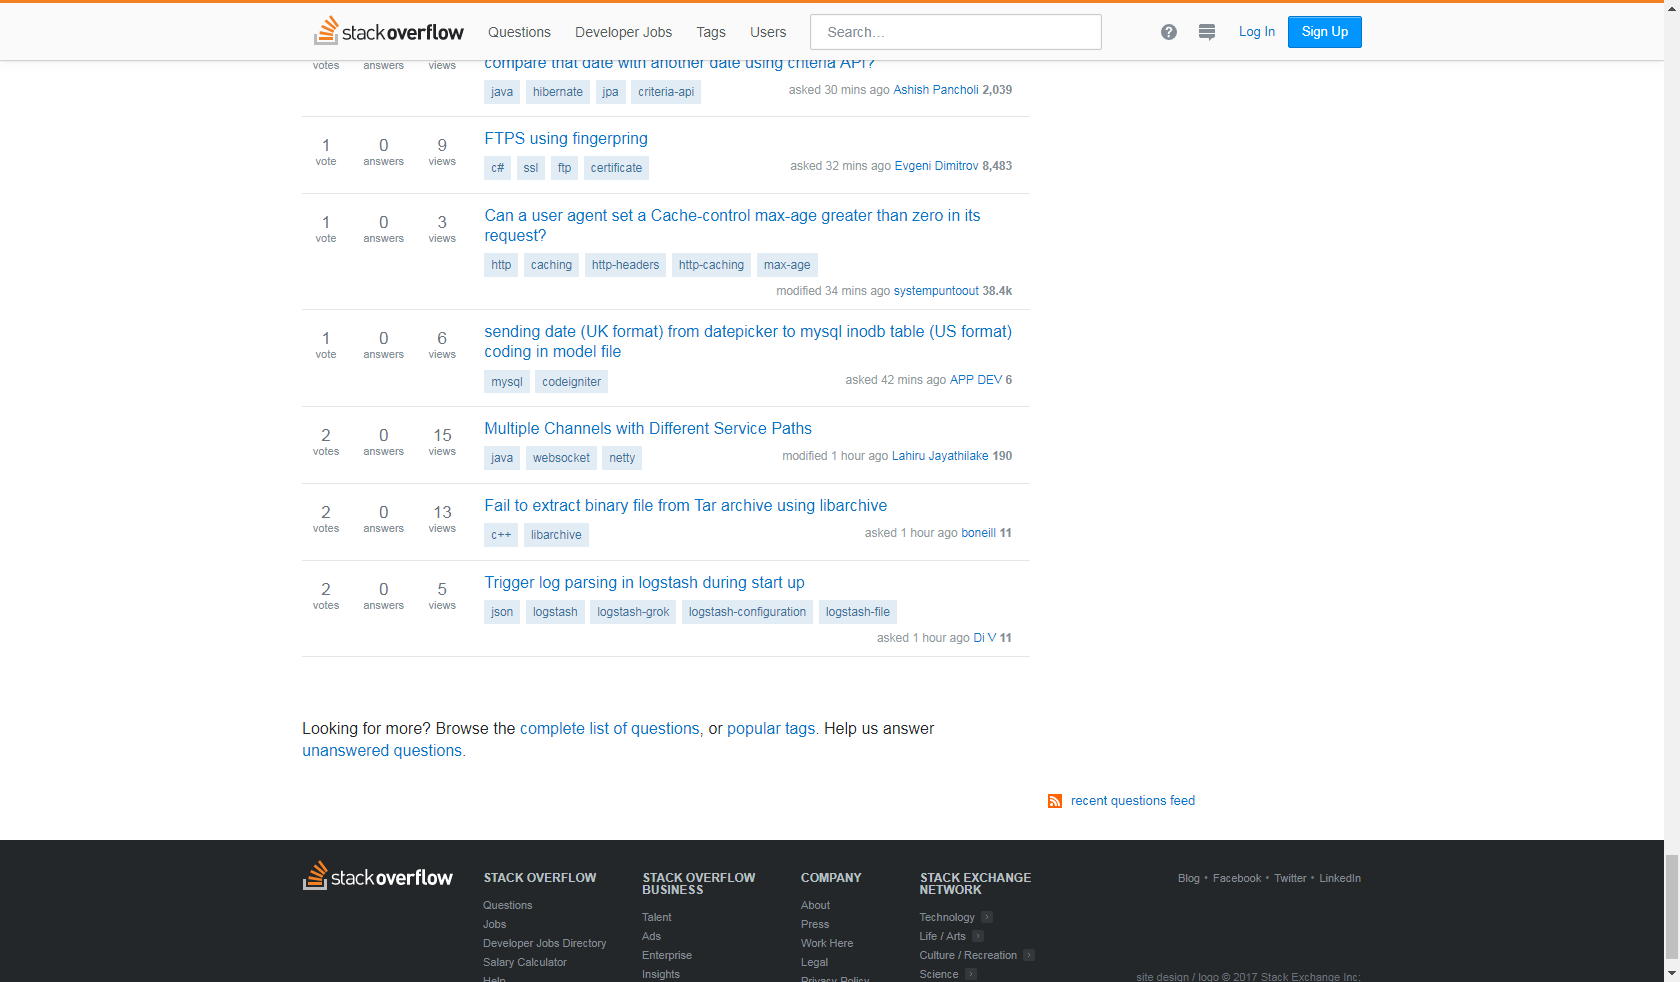 stackoverflow Questions Developer Jobs Tags Users Search... Log In Sign Up
votes answers views compare that date with another date using criteria API?
java hibernate jpa criteria-api asked 30 mins ago Ashish Pancholi 2,039
1 0 9 FTPS using fingerpring
vote answers views
c# ssl ftp certificate asked 32 mins ago Evgeni Dimitrov 8,483
1 0 3 Can a user agent set a Cache-control max-age greater than zero in its
vote answers views request?
http caching http-headers http-caching max-age
modified 34 mins ago systempuntoout 38.4k
1 0 6 sending date (UK format) from datepicker to mysql inodb table (US format)
vote answers views coding in model file
mysql codeigniter asked 42 mins ago APP DEV 6
2 0 15 Multiple Channels with Different Service Paths
votes answers views
java websocket netty modified 1 hour ago Lahiru Jayathilake 190
2 0 13 Fail to extract binary file from Tar archive using libarchive
votes answers views
c++ libarchive asked 1 hour ago boneill 11
2 0 5 Trigger log parsing in logstash during start up
votes answers views
json logstash logstash-grok logstash-configuration logstash-file
asked 1 hour ago Di V 11
Looking for more? Browse the complete list of questions, or popular tags. Help us answer
unanswered questions.
recent questions feed
stackoverflow
STACK OVERFLOW
Questions
Jobs
Developer Jobs Directory
Salary Calculator
Help
STACK OVERFLOW
BUSINESS
Talent
Ads
Enterprise
Insights
COMPANY
About
Press
Work Here
Legal
Privacy Policy
STACK EXCHANGE
NETWORK
Technology
Life / Arts
Culture / Recreation
Science
Blog • Facebook • Twitter • LinkedIn
site design / logo © 2017 Stack Exchange Inc;